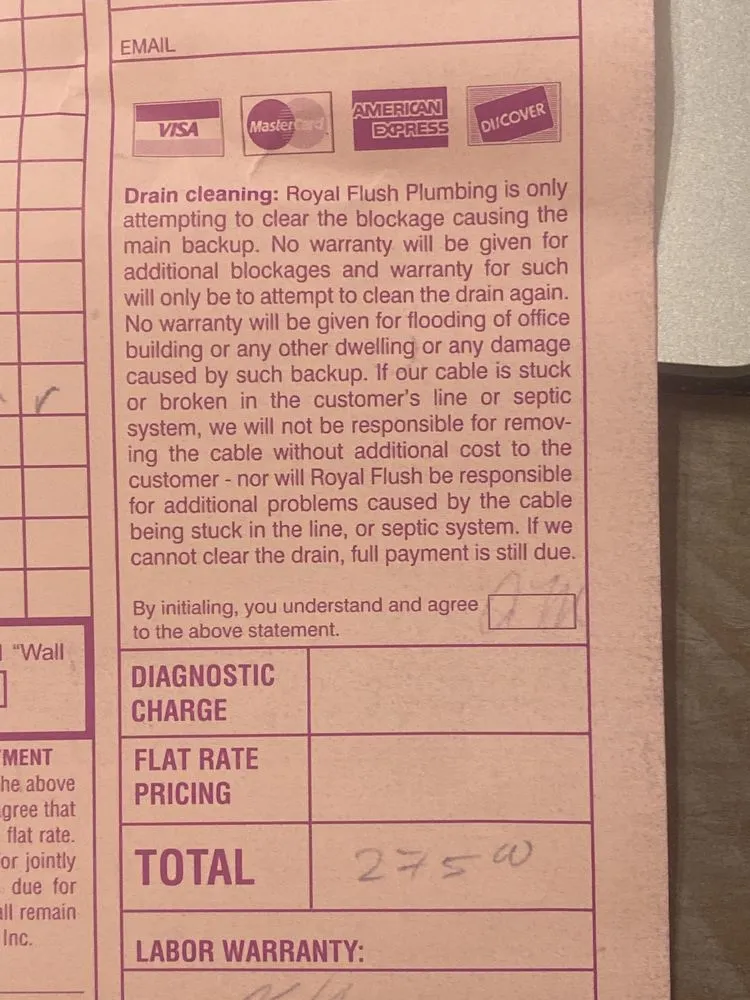 EMAIL
VISA
MasterCard
AMERICAN
EXPRESS
DISCOVER
Drain cleaning: Royal Flush Plumbing is only
attempting to clear the blockage causing the
main backup. No warranty will be given for
additional blockages and warranty for such
will only be to attempt to clean the drain again.
No warranty will be given for flooding of office
building or any other dwelling or any damage
caused by such backup. If our cable is stuck
or broken in the customer's line or septic
system, we will not be responsible for remov-
ing the cable without additional cost to the
customer - nor will Royal Flush be responsible
for additional problems caused by the cable
being stuck in the line, or septic system. If we
cannot clear the drain, full payment is still due.
By initialing, you understand and agree
to the above statement.
"Wall
DIAGNOSTIC
CHARGE
MENT
he above
gree that
flat rate.
or jointly
due for
all remain
Inc.
FLAT RATE
PRICING
TOTAL 275 00
LABOR WARRANTY: